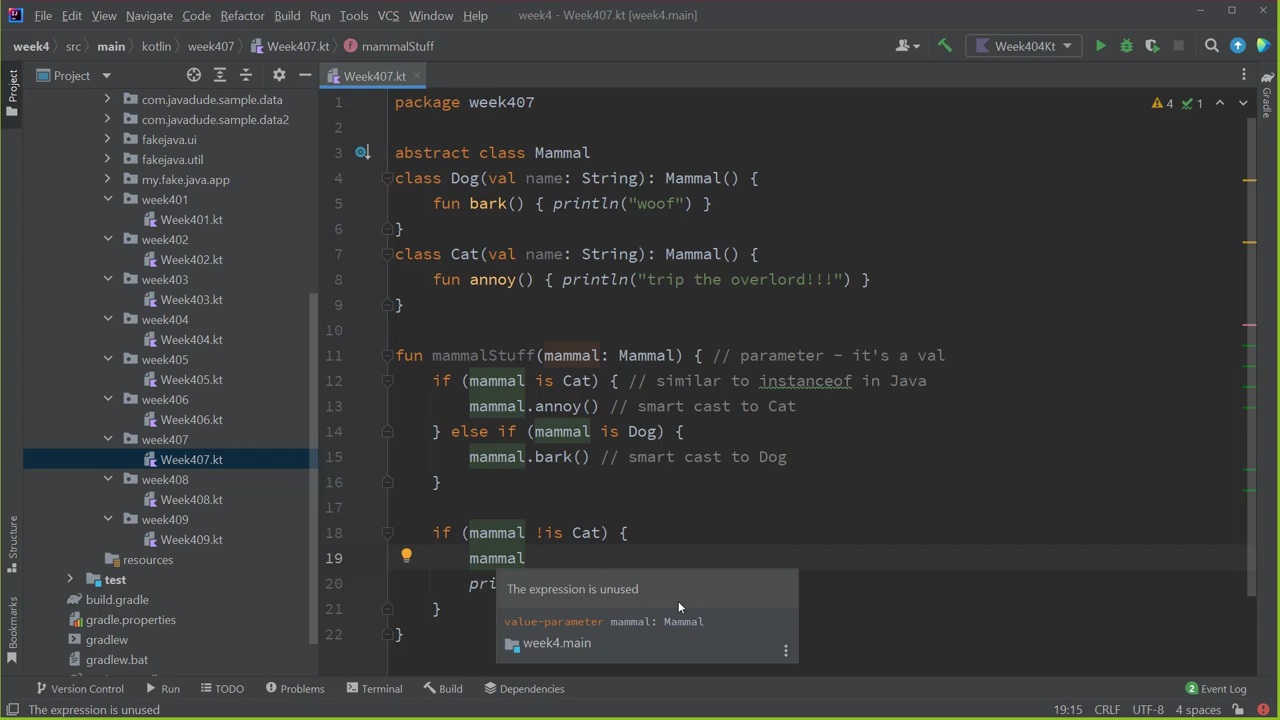 File Edit View Navigate Code Refactor Build Run Tools VCS Window Help week4 - Week407.kt [week4.main]
week4 src main kotlin week407 Week407.kt mammalStuff Week404Kt
Project
Week407.kt
com.javadude.sample.data
com.javadude.sample.data2
fakejava.ui
fakejava.util
my.fake.java.app
week401
Week401.kt
week402
Week402.kt
week403
Week403.kt
week404
Week404.kt
week405
Week405.kt
week406
Week406.kt
week407
Week407.kt
week408
Week408.kt
week409
Week409.kt
resources
test
build.gradle
gradle.properties
gradlew
gradlew.bat
Project
Structure
Bookmarks
4 1
1 package week407
2
3 abstract class Mammal
4 class Dog(val name: String): Mammal() {
5 fun bark() { println("woof") }
6 }
7 class Cat(val name: String): Mammal() {
8 fun annoy() { println("trip the overlord!!!") }
9 }
10
11 fun mammalStuff(mammal: Mammal) { // parameter - it's a val
12 if (mammal is Cat) { // similar to instanceof in Java
13 mammal.annoy() // smart cast to Cat
14 } else if (mammal is Dog) {
15 mammal.bark() // smart cast to Dog
16 }
17
18 if (mammal !is Cat) {
19 mammal
20 pri
21 }
22 }
The expression is unused
value-parameter mammal: Mammal
week4.main
Gradle
Version Control Run TODO Problems Terminal Build Dependencies 2 Event Log
The expression is unused 19:15 CRLF UTF-8 4 spaces